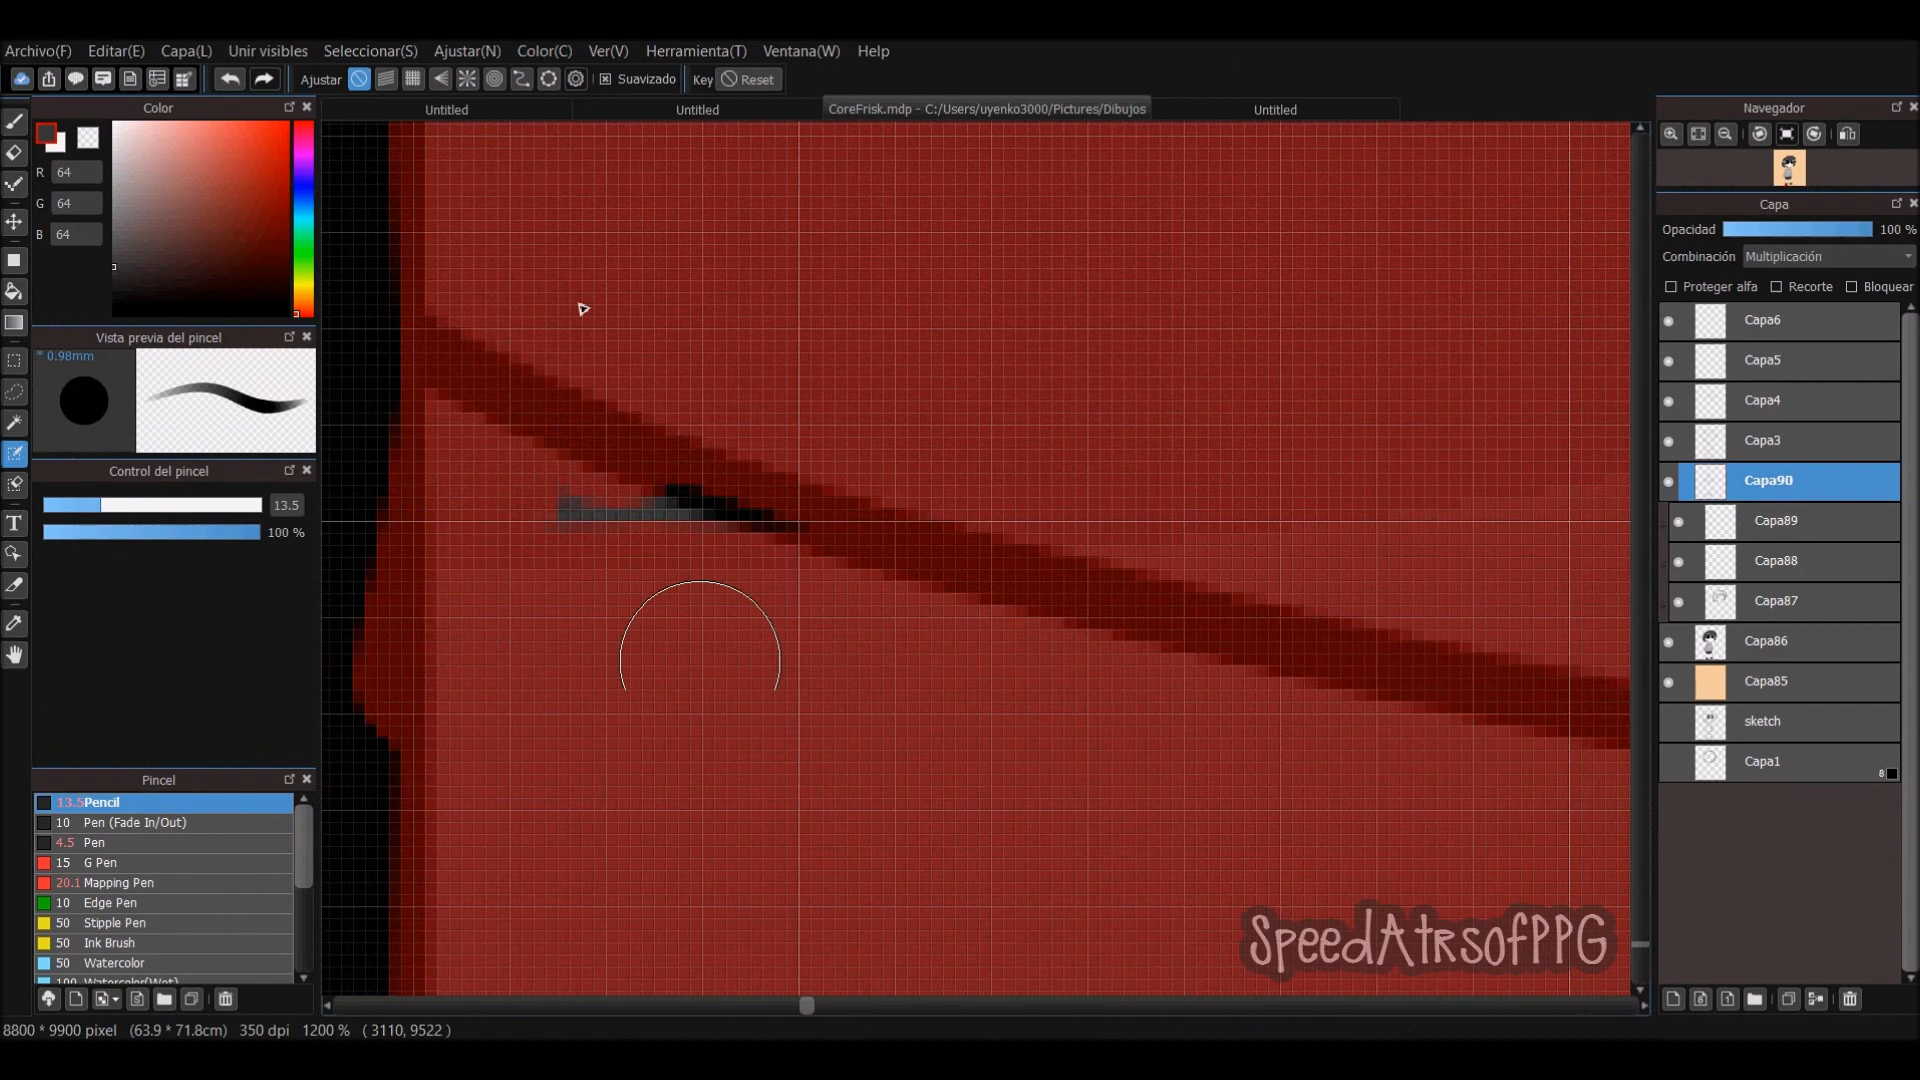 Archivo(F) Editar(E) Capa(L) Unir visibles Seleccionar(S) Ajustar(N) Color(C) Ver(V) Herramienta(T) Ventana(W) Help
Ajustar Suavizado Key Reset
Color
R 64
G 64
B 64
Vista previa del pincel
* 0.98mm
Control del pincel
13.5
100 %
Pincel
13.5 Pencil
10 Pen (Fade In/Out)
4.5 Pen
15 G Pen
20.1 Mapping Pen
10 Edge Pen
50 Stipple Pen
50 Ink Brush
50 Watercolor
100 Watercolor(Wet)
Untitled Untitled CoreFrisk.mdp - C:/Users/uyenko3000/Pictures/Dibujos Untitled
SpeedAtrsofPPG
Navegador
Capa
Opacidad 100 %
Combinación Multiplicación
Proteger alfa Recorte Bloquear
Capa6
Capa5
Capa4
Capa3
Capa90
Capa89
Capa88
Capa87
Capa86
Capa85
sketch
Capa1
8
8800 * 9900 pixel (63.9 * 71.8cm) 350 dpi 1200 % ( 3110, 9522 )